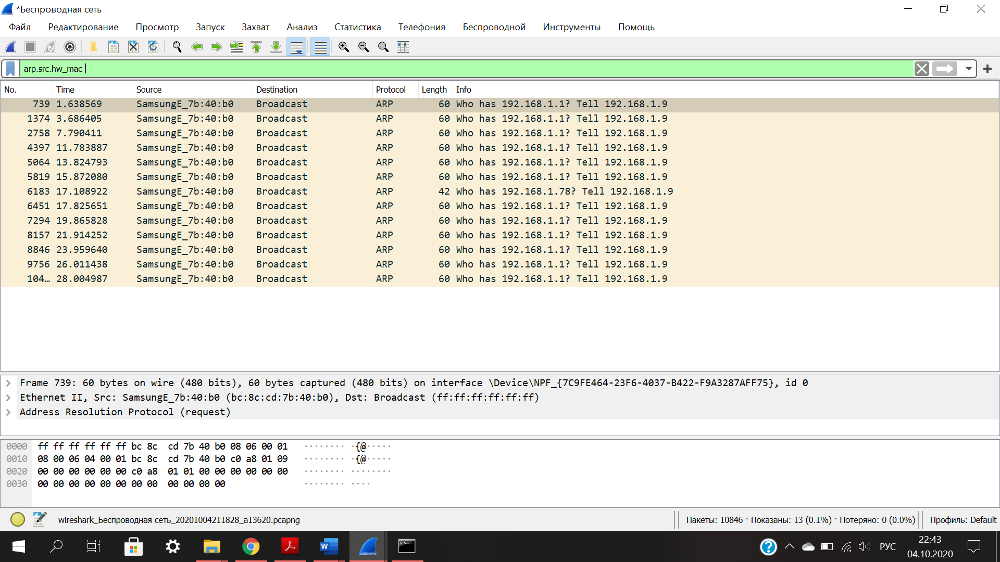 *Беспроводная сеть
Файл Редактирование Просмотр Запуск Захват Анализ Статистика Телефония Беспроводной Инструменты Помощь
arp.src.hw_mac
No. Time Source Destination Protocol Length Info
739 1.638569 SamsungE_7b:40:b0 Broadcast ARP 60 Who has 192.168.1.1? Tell 192.168.1.9
1374 3.686405 SamsungE_7b:40:b0 Broadcast ARP 60 Who has 192.168.1.1? Tell 192.168.1.9
2758 7.790411 SamsungE_7b:40:b0 Broadcast ARP 60 Who has 192.168.1.1? Tell 192.168.1.9
4397 11.783887 SamsungE_7b:40:b0 Broadcast ARP 60 Who has 192.168.1.1? Tell 192.168.1.9
5064 13.824793 SamsungE_7b:40:b0 Broadcast ARP 60 Who has 192.168.1.1? Tell 192.168.1.9
5819 15.872080 SamsungE_7b:40:b0 Broadcast ARP 60 Who has 192.168.1.1? Tell 192.168.1.9
6183 17.108922 SamsungE_7b:40:b0 Broadcast ARP 42 Who has 192.168.1.78? Tell 192.168.1.9
6451 17.825651 SamsungE_7b:40:b0 Broadcast ARP 60 Who has 192.168.1.1? Tell 192.168.1.9
7294 19.865828 SamsungE_7b:40:b0 Broadcast ARP 60 Who has 192.168.1.1? Tell 192.168.1.9
8157 21.914252 SamsungE_7b:40:b0 Broadcast ARP 60 Who has 192.168.1.1? Tell 192.168.1.9
8846 23.959640 SamsungE_7b:40:b0 Broadcast ARP 60 Who has 192.168.1.1? Tell 192.168.1.9
9756 26.011438 SamsungE_7b:40:b0 Broadcast ARP 60 Who has 192.168.1.1? Tell 192.168.1.9
104… 28.004987 SamsungE_7b:40:b0 Broadcast ARP 60 Who has 192.168.1.1? Tell 192.168.1.9
Frame 739: 60 bytes on wire (480 bits), 60 bytes captured (480 bits) on interface \Device\NPF_{7C9FE464-23F6-4037-B422-F9A3287AFF75}, id 0
Ethernet II, Src: SamsungE_7b:40:b0 (bc:8c:cd:7b:40:b0), Dst: Broadcast (ff:ff:ff:ff:ff:ff)
Address Resolution Protocol (request)
0000 ff ff ff ff ff ff bc 8c cd 7b 40 b0 08 06 00 01 ········ ·{@·····
0010 08 00 06 04 00 01 bc 8c cd 7b 40 b0 c0 a8 01 09 ········ ·{@·····
0020 00 00 00 00 00 00 c0 a8 01 01 00 00 00 00 00 00 ········ ········
0030 00 00 00 00 00 00 00 00 00 00 00 00 ········ ····
wireshark_Беспроводная сеть_20201004211828_a13620.pcapng Пакеты: 10846 · Показаны: 13 (0.1%) · Потеряно: 0 (0.0%) Профиль: Default
РУС 22:43
04.10.2020